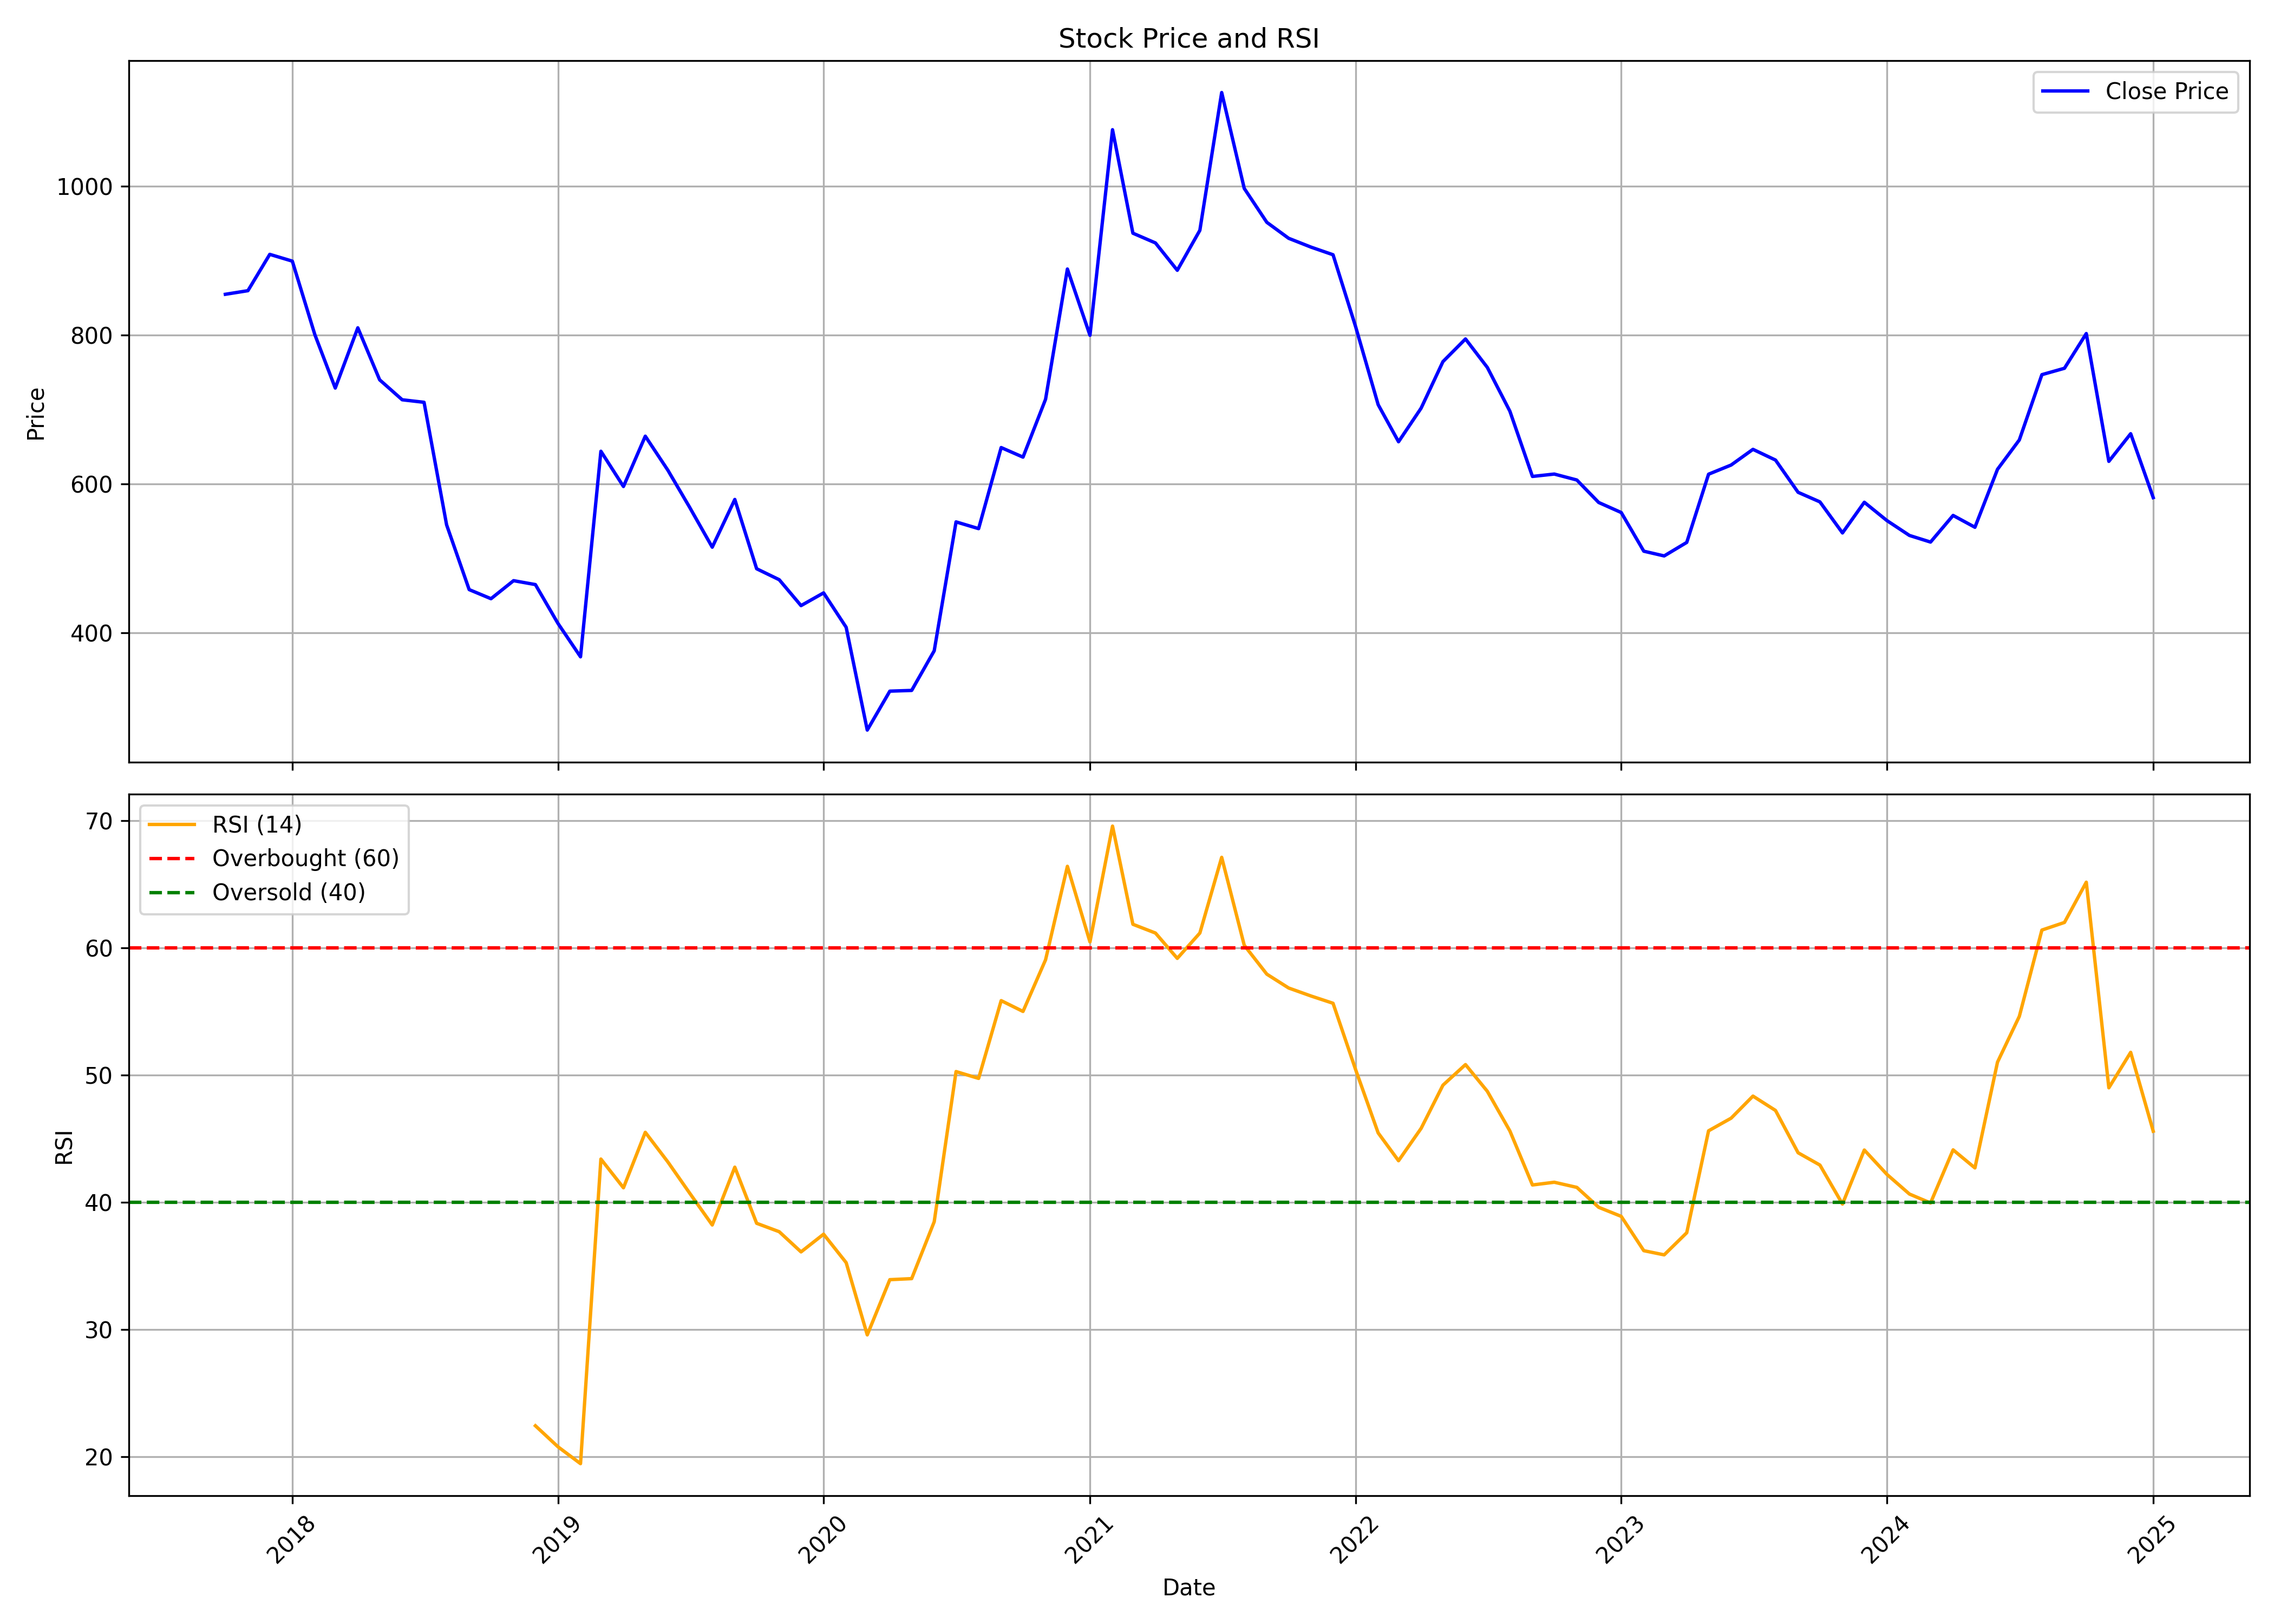 Stock Price and RSI
Close Price
Price
1000
800
600
400
RSI (14)
Overbought (60)
Oversold (40)
RSI
70
60
50
40
30
20
2018
2019
2020
2021
2022
2023
2024
2025
Date